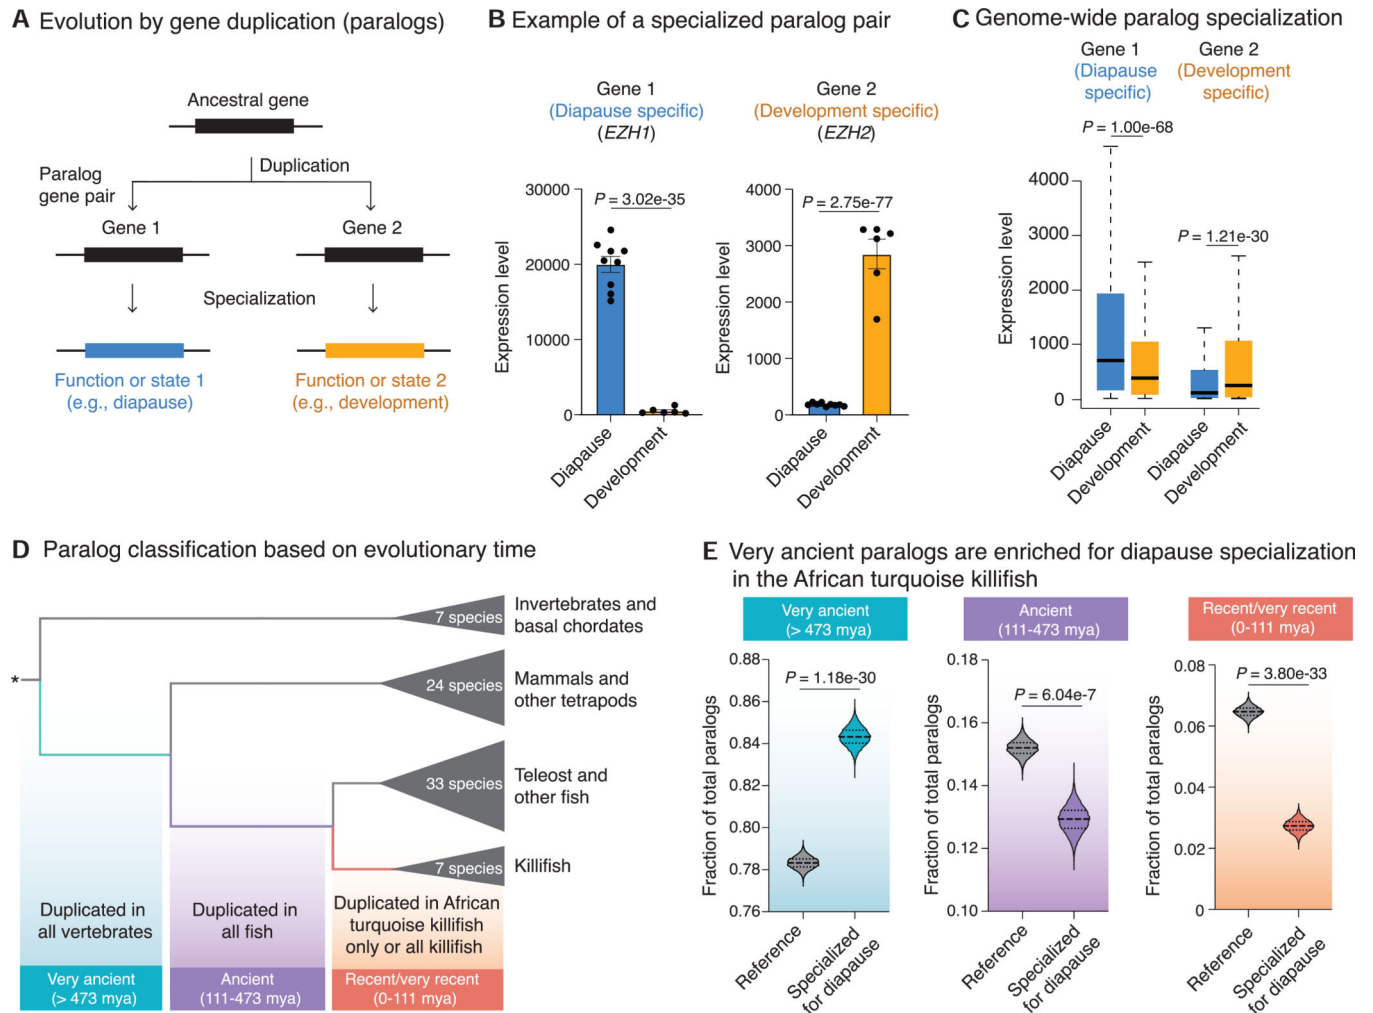 A Evolution by gene duplication (paralogs)
Ancestral gene
Duplication
Paralog
gene pair
Gene 1
Gene 2
Specialization
Function or state 1
(e.g., diapause)
Function or state 2
(e.g., development)
B Example of a specialized paralog pair
Gene 1
(Diapause specific)
(EZH1)
P = 3.02e-35
Expression level
30000
20000
10000
0
Diapause
Development
Gene 2
(Development specific)
(EZH2)
P = 2.75e-77
Expression level
4000
3000
2000
1000
0
Diapause
Development
C Genome-wide paralog specialization
Gene 1
(Diapause
specific)
Gene 2
(Development
specific)
P = 1.00e-68
P = 1.21e-30
Expression level
4000
3000
2000
1000
0
Diapause
Development
Diapause
Development
D Paralog classification based on evolutionary time
*
7 species
Invertebrates and
basal chordates
24 species
Mammals and
other tetrapods
33 species
Teleost and
other fish
7 species
Killifish
Duplicated in
all vertebrates
Duplicated in
all fish
Duplicated in African
turquoise killifish
only or all killifish
Very ancient
(> 473 mya)
Ancient
(111-473 mya)
Recent/very recent
(0-111 mya)
E Very ancient paralogs are enriched for diapause specialization
in the African turquoise killifish
Very ancient
(> 473 mya)
P = 1.18e-30
Fraction of total paralogs
0.88
0.86
0.84
0.82
0.80
0.78
0.76
Reference
Specialized
for diapause
Ancient
(111-473 mya)
P = 6.04e-7
Fraction of total paralogs
0.18
0.16
0.14
0.12
0.10
Reference
Specialized
for diapause
Recent/very recent
(0-111 mya)
P = 3.80e-33
Fraction of total paralogs
0.08
0.06
0.04
0.02
0
Reference
Specialized
for diapause